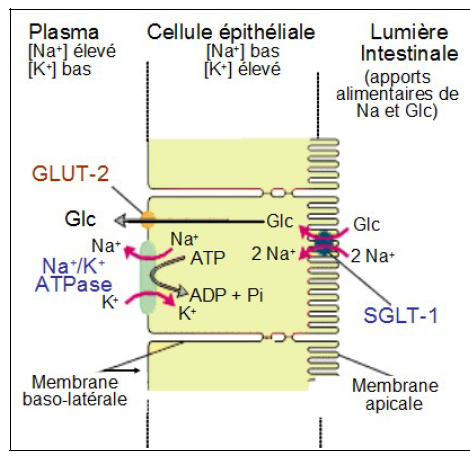 Plasma
[Na⁺] élevé
[K⁺] bas
Cellule épithéliale
[Na⁺] bas
[K⁺] élevé
Lumière
Intestinale
(apports
alimentaires de
Na et Glc)
GLUT-2
Glc
Glc
Glc
Na⁺
Na⁺
2 Na⁺
2 Na⁺
Na⁺/K⁺
ATPase
ATP
ADP + Pi
K⁺
K⁺
SGLT-1
Membrane
baso-latérale
Membrane
apicale